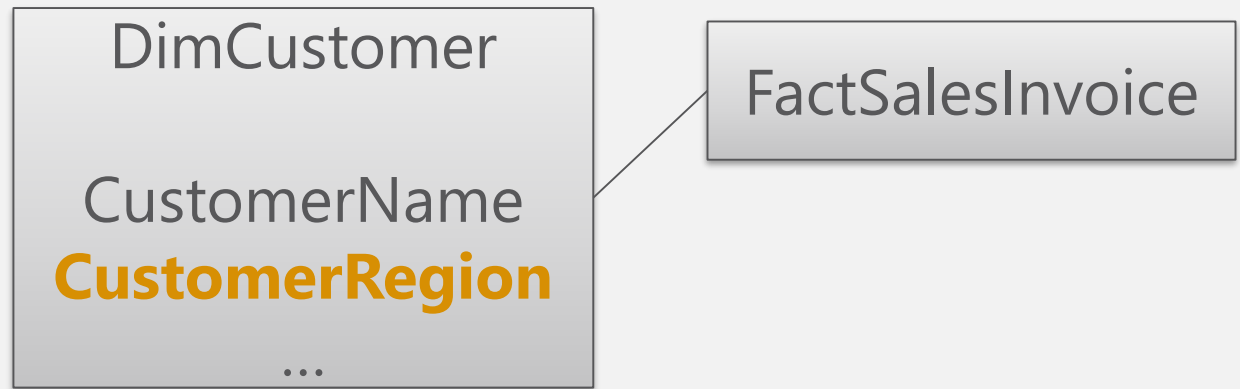 DimCustomer
CustomerName
CustomerRegion
...
FactSalesInvoice